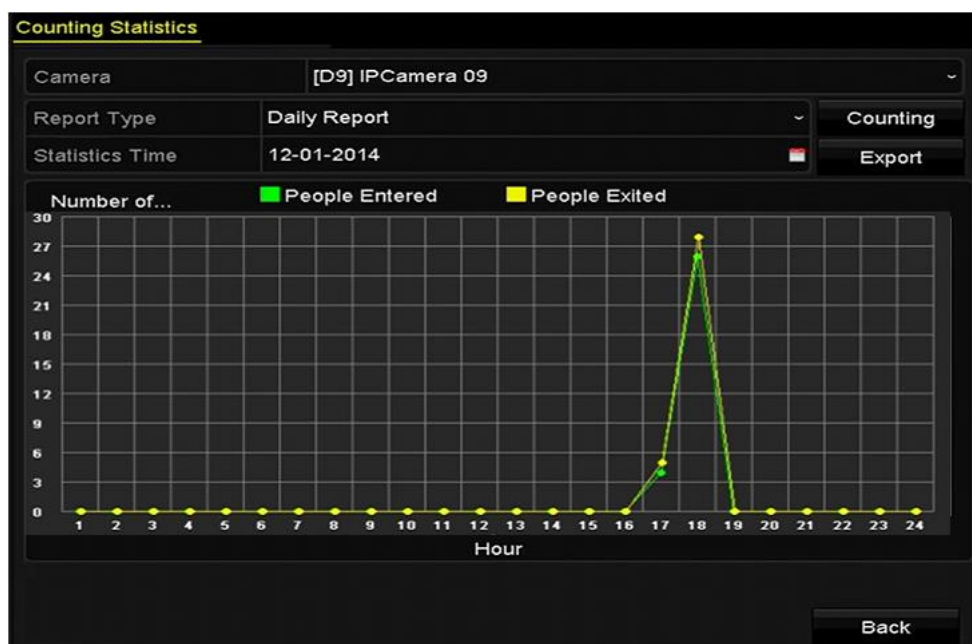 Counting Statistics
Camera [D9] IPCamera 09
Report Type Daily Report Counting
Statistics Time 12-01-2014 Export
Number of... People Entered People Exited
30
27
24
21
18
15
12
9
6
3
0
1 2 3 4 5 6 7 8 9 10 11 12 13 14 15 16 17 18 19 20 21 22 23 24
Hour
Back